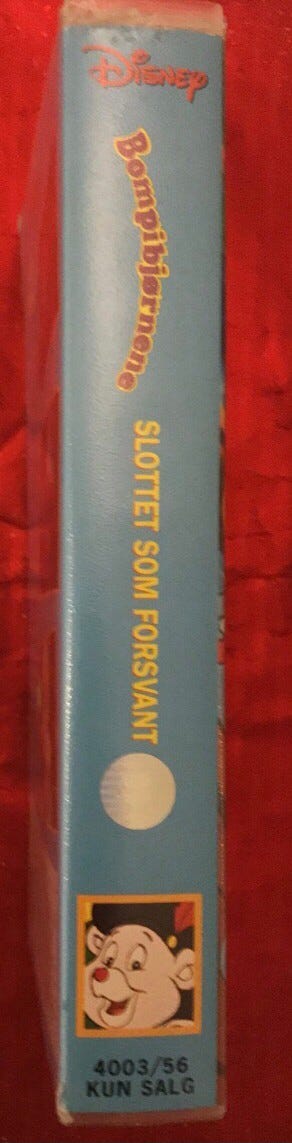 Disney
Bompibjørnene
SLOTTET SOM FORSVANT
4003/56
KUN SALG